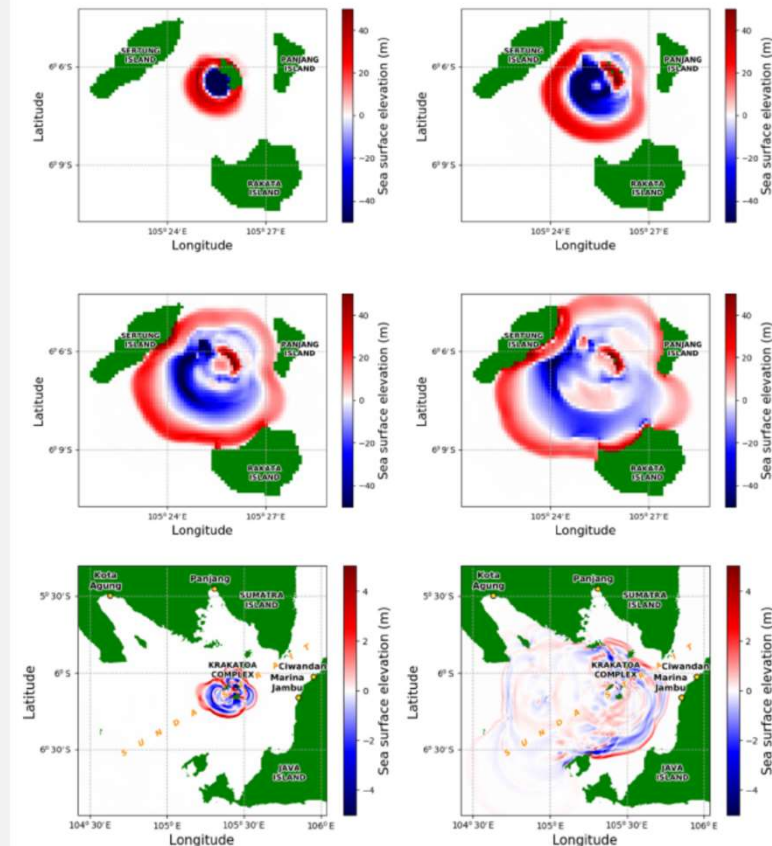 SERTUNG
ISLAND
PANJANG
ISLAND
RAKATA
ISLAND
6° 6'S
6° 9'S
105° 24'E
105° 27'E
Latitude
Longitude
40
20
0
−20
−40
Sea surface elevation (m)
SERTUNG
ISLAND
PANJANG
ISLAND
RAKATA
ISLAND
6° 6'S
6° 9'S
105° 24'E
105° 27'E
Latitude
Longitude
40
20
0
−20
−40
Sea surface elevation (m)
SERTUNG
ISLAND
PANJANG
ISLAND
RAKATA
ISLAND
6° 6'S
6° 9'S
105° 24'E
105° 27'E
Latitude
Longitude
40
20
0
−20
−40
Sea surface elevation (m)
SERTUNG
ISLAND
PANJANG
ISLAND
RAKATA
ISLAND
6° 6'S
6° 9'S
105° 24'E
105° 27'E
Latitude
Longitude
40
20
0
−20
−40
Sea surface elevation (m)
Kota
Agung
Panjang
SUMATRA
ISLAND
KRAKATOA
COMPLEX
Ciwandan
Marina
Jambu
JAVA
ISLAND
5° 30'S
6° S
6° 30'S
104° 30'E
105° E
105° 30'E
106° E
Latitude
Longitude
4
2
0
−2
−4
Sea surface elevation (m)
Kota
Agung
Panjang
SUMATRA
ISLAND
KRAKATOA
COMPLEX
Ciwandan
Marina
Jambu
JAVA
ISLAND
5° 30'S
6° S
6° 30'S
104° 30'E
105° E
105° 30'E
106° E
Latitude
Longitude
4
2
0
−2
−4
Sea surface elevation (m)